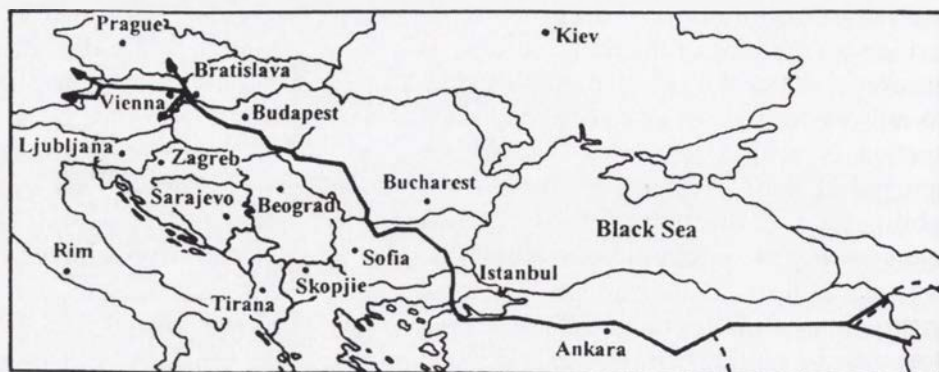 Prague
Kiev
Bratislava
Vienna
Budapest
Ljubljana
Zagreb
Bucharest
Sarajevo
Beograd
Black Sea
Rim
Sofia
Istanbul
Skopjie
Tirana
Ankara